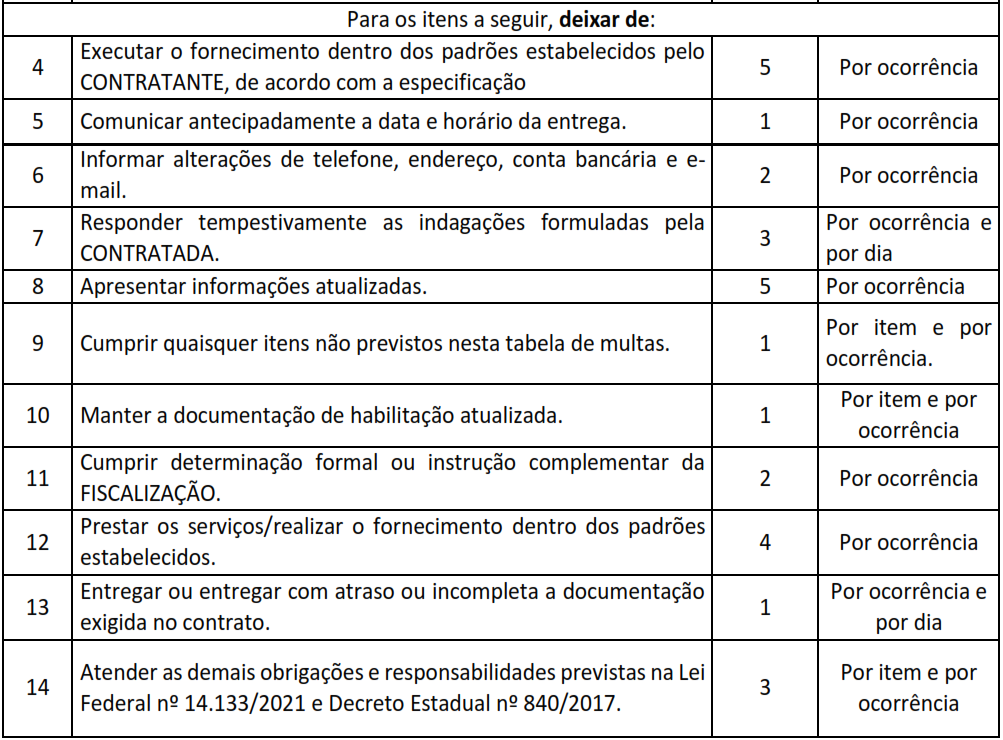 Para os itens a seguir, deixar de:
4
Executar o fornecimento dentro dos padrões estabelecidos pelo
CONTRATANTE, de acordo com a especificação
5
Por ocorrência
5
Comunicar antecipadamente a data e horário da entrega.
1
Por ocorrência
6
Informar alterações de telefone, endereço, conta bancária e e-
mail.
2
Por ocorrência
7
Responder tempestivamente as indagações formuladas pela
CONTRATADA.
3
Por ocorrência e
por dia
8
Apresentar informações atualizadas.
5
Por ocorrência
9
Cumprir quaisquer itens não previstos nesta tabela de multas.
1
Por item e por
ocorrência.
10
Manter a documentação de habilitação atualizada.
1
Por item e por
ocorrência
11
Cumprir determinação formal ou instrução complementar da
FISCALIZAÇÃO.
2
Por ocorrência
12
Prestar os serviços/realizar o fornecimento dentro dos padrões
estabelecidos.
4
Por ocorrência
13
Entregar ou entregar com atraso ou incompleta a documentação
exigida no contrato.
1
Por ocorrência e
por dia
14
Atender as demais obrigações e responsabilidades previstas na Lei
Federal nº 14.133/2021 e Decreto Estadual nº 840/2017.
3
Por item e por
ocorrência